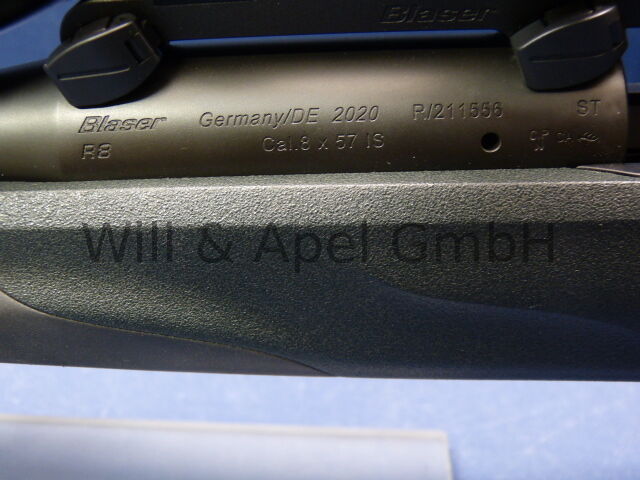 Blaser
Blaser Germany/DE 2020 R/211556 ST
R8 Cal.8 x 57 IS
Will & Apel GmbH